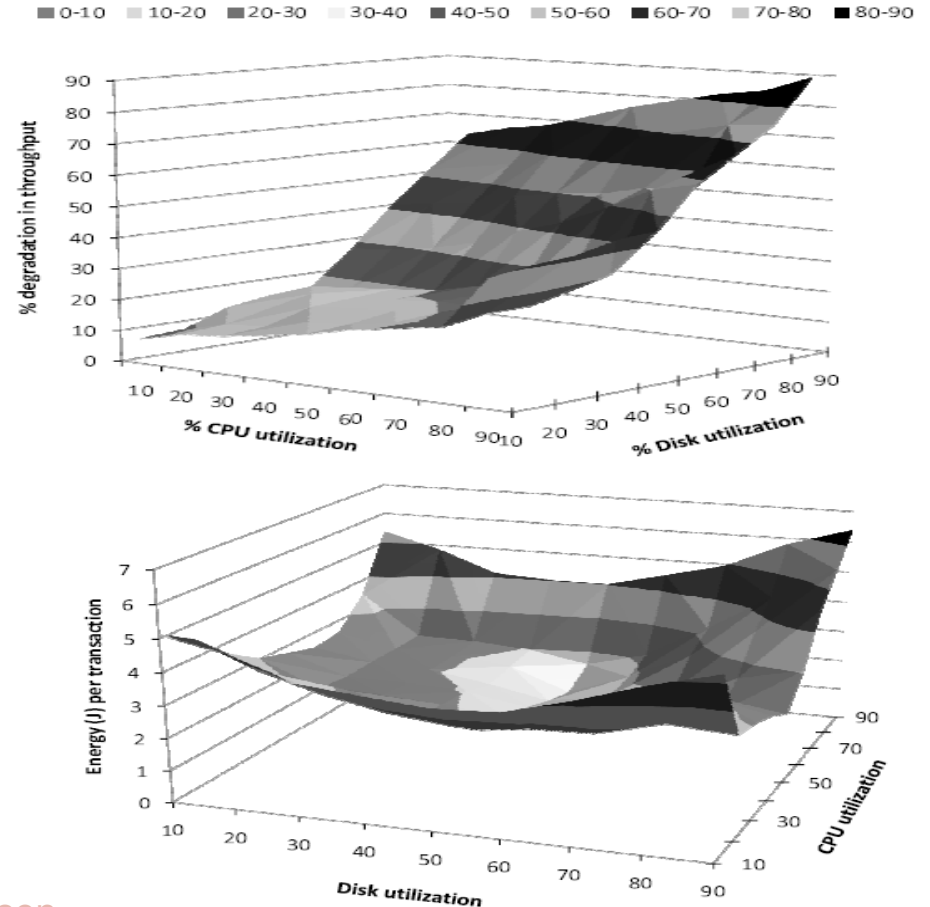 0-10 10-20 20-30 30-40 40-50 50-60 60-70 70-80 80-90
90
80
70
60
50
40
30
20
10
0
% degradation in throughput
10 20 30 40 50 60 70 80 90
% CPU utilization
10 20 30 40 50 60 70 80 90
% Disk utilization
7
6
5
4
3
2
1
0
Energy (J) per transaction
10 20 30 40 50 60 70 80 90
Disk utilization
90
70
50
30
10
CPU utilization